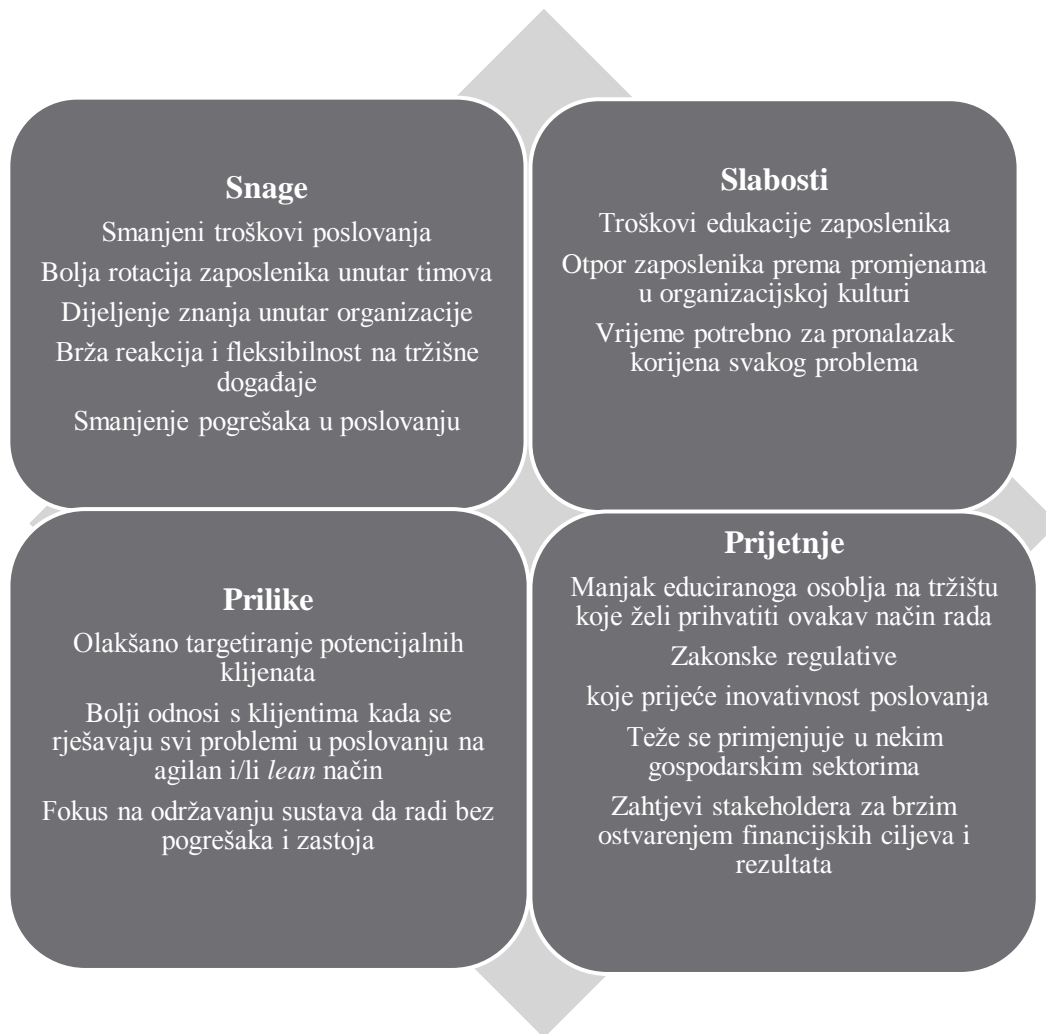 Snage
Smanjeni troškovi poslovanja
Bolja rotacija zaposlenika unutar timova
Dijeljenje znanja unutar organizacije
Brža reakcija i fleksibilnost na tržišne
događaje
Smanjenje pogrešaka u poslovanju
Slabosti
Troškovi edukacije zaposlenika
Otpor zaposlenika prema promjenama
u organizacijskoj kulturi
Vrijeme potrebno za pronalazak
korijena svakog problema
Prilike
Olakšano targetiranje potencijalnih
klijenata
Bolji odnosi s klijentima kada se
rješavaju svi problemi u poslovanju na
agilan i/li lean način
Fokus na održavanju sustava da radi bez
pogrešaka i zastoja
Prijetnje
Manjak educiranoga osoblja na tržištu
koje želi prihvatiti ovakav način rada
Zakonske regulative
koje prijeće inovativnost poslovanja
Teže se primjenjuje u nekim
gospodarskim sektorima
Zahtjevi stakeholdera za brzim
ostvarenjem financijskih ciljeva i
rezultata